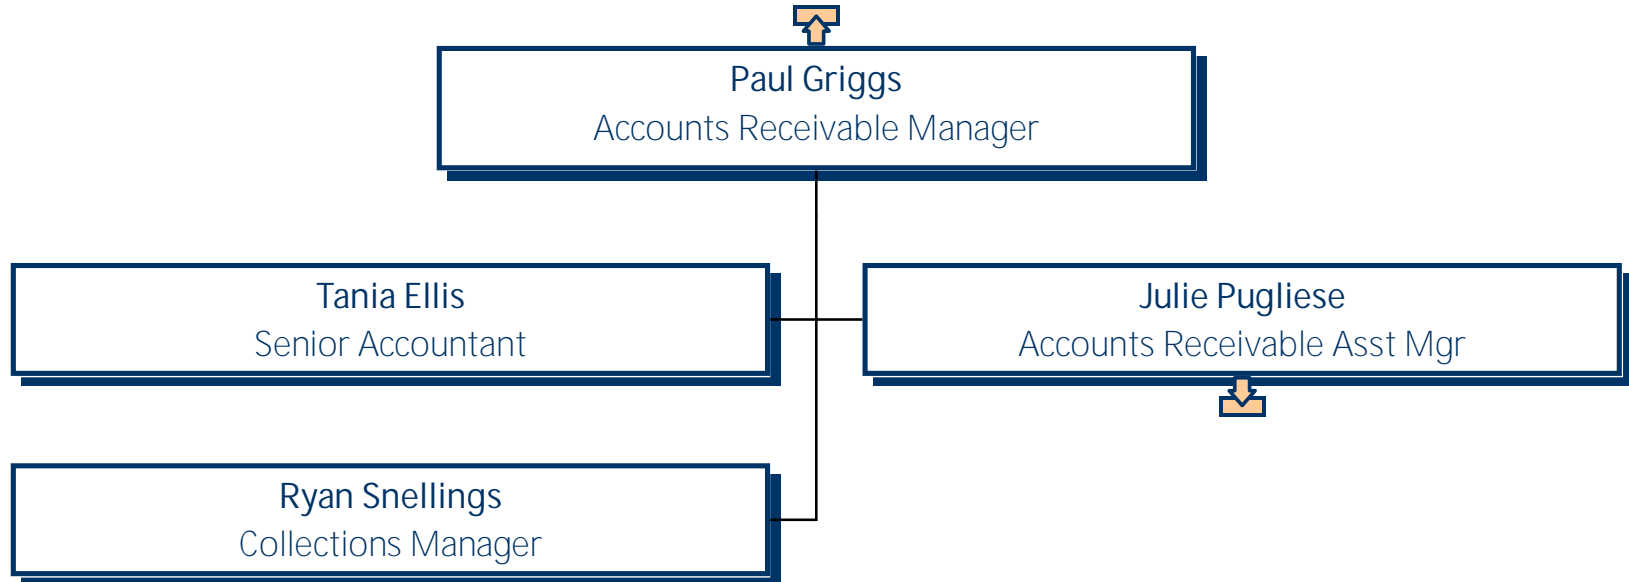 Paul Griggs
Accounts Receivable Manager
Tania Ellis
Senior Accountant
Julie Pugliese
Accounts Receivable Asst Mgr
Ryan Snellings
Collections Manager